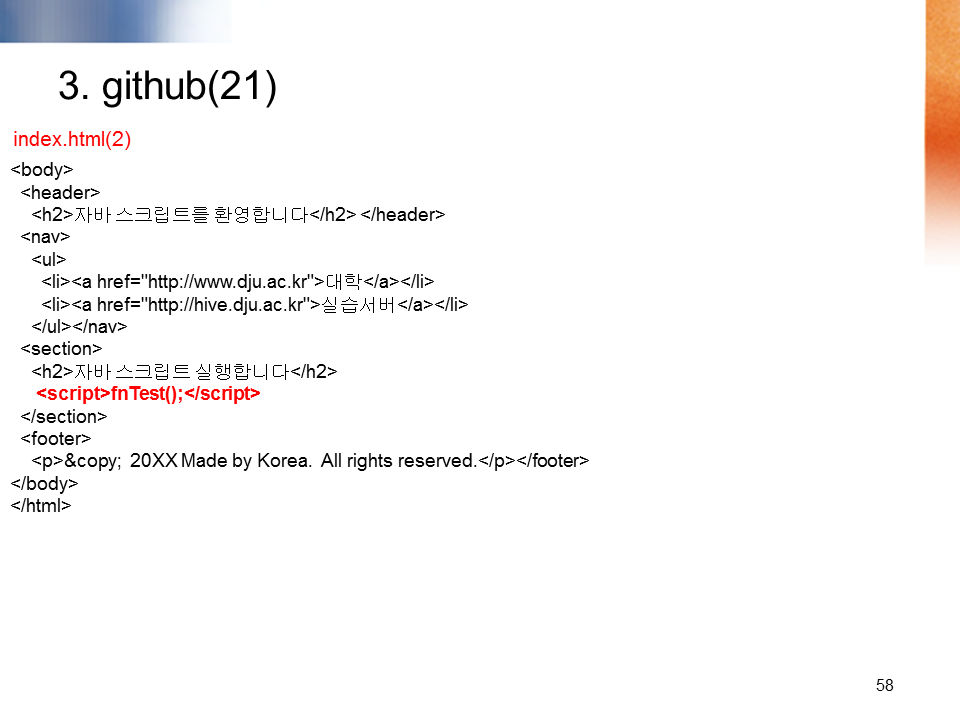 3. github(21)
index.html(2)
<body>
<header>
<h2>자바 스크립트를 환영합니다</h2> </header>
<nav>
<ul>
<li><a href="http://www.dju.ac.kr">대학</a></li>
<li><a href="http://hive.dju.ac.kr">실습서버</a></li>
</ul></nav>
<section>
<h2>자바 스크립트 실행합니다</h2>
<script>fnTest();</script>
</section>
<footer>
<p>&copy; 20XX Made by Korea. All rights reserved.</p></footer>
</body>
</html>
58